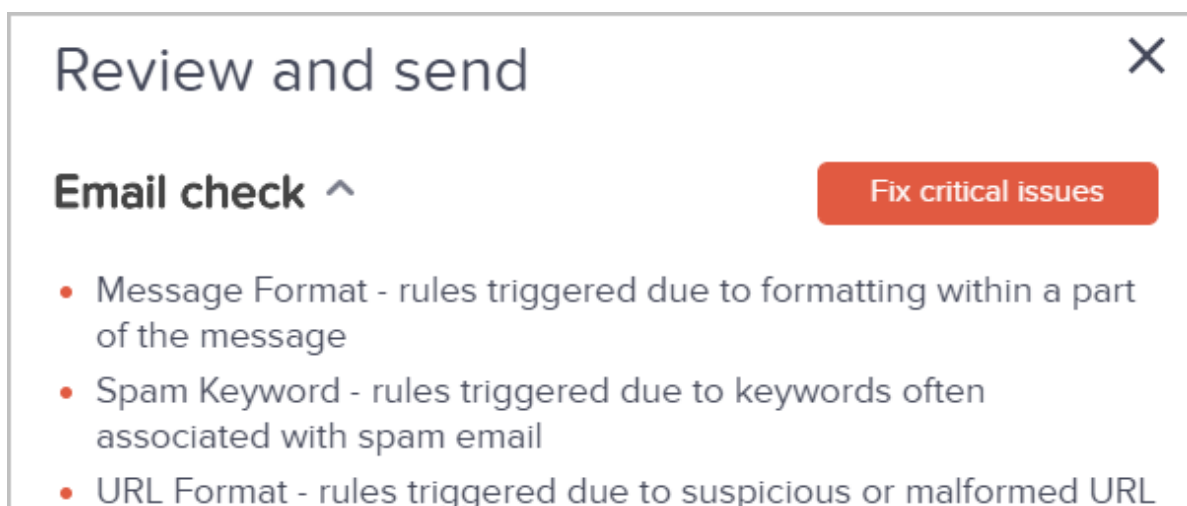 Review and send
Email check
Fix critical issues
Message Format - rules triggered due to formatting within a part
of the message
Spam Keyword - rules triggered due to keywords often
associated with spam email
URL Format - rules triggered due to suspicious or malformed URL